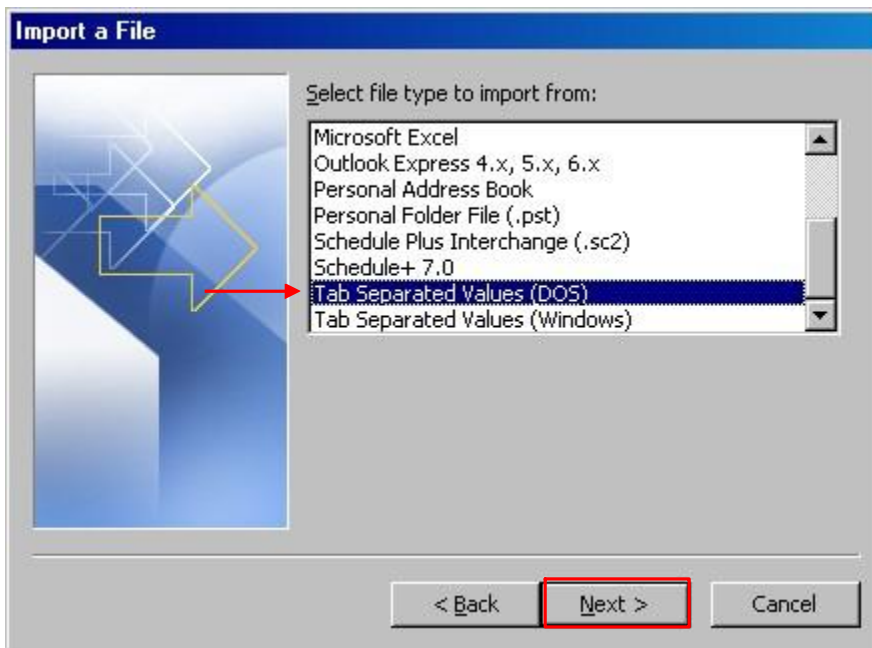 Import a File
Select file type to import from:
Microsoft Excel
Outlook Express 4.x, 5.x, 6.x
Personal Address Book
Personal Folder File (.pst)
Schedule Plus Interchange (.sc2)
Schedule+ 7.0
Tab Separated Values (DOS)
Tab Separated Values (Windows)
< Back Next > Cancel